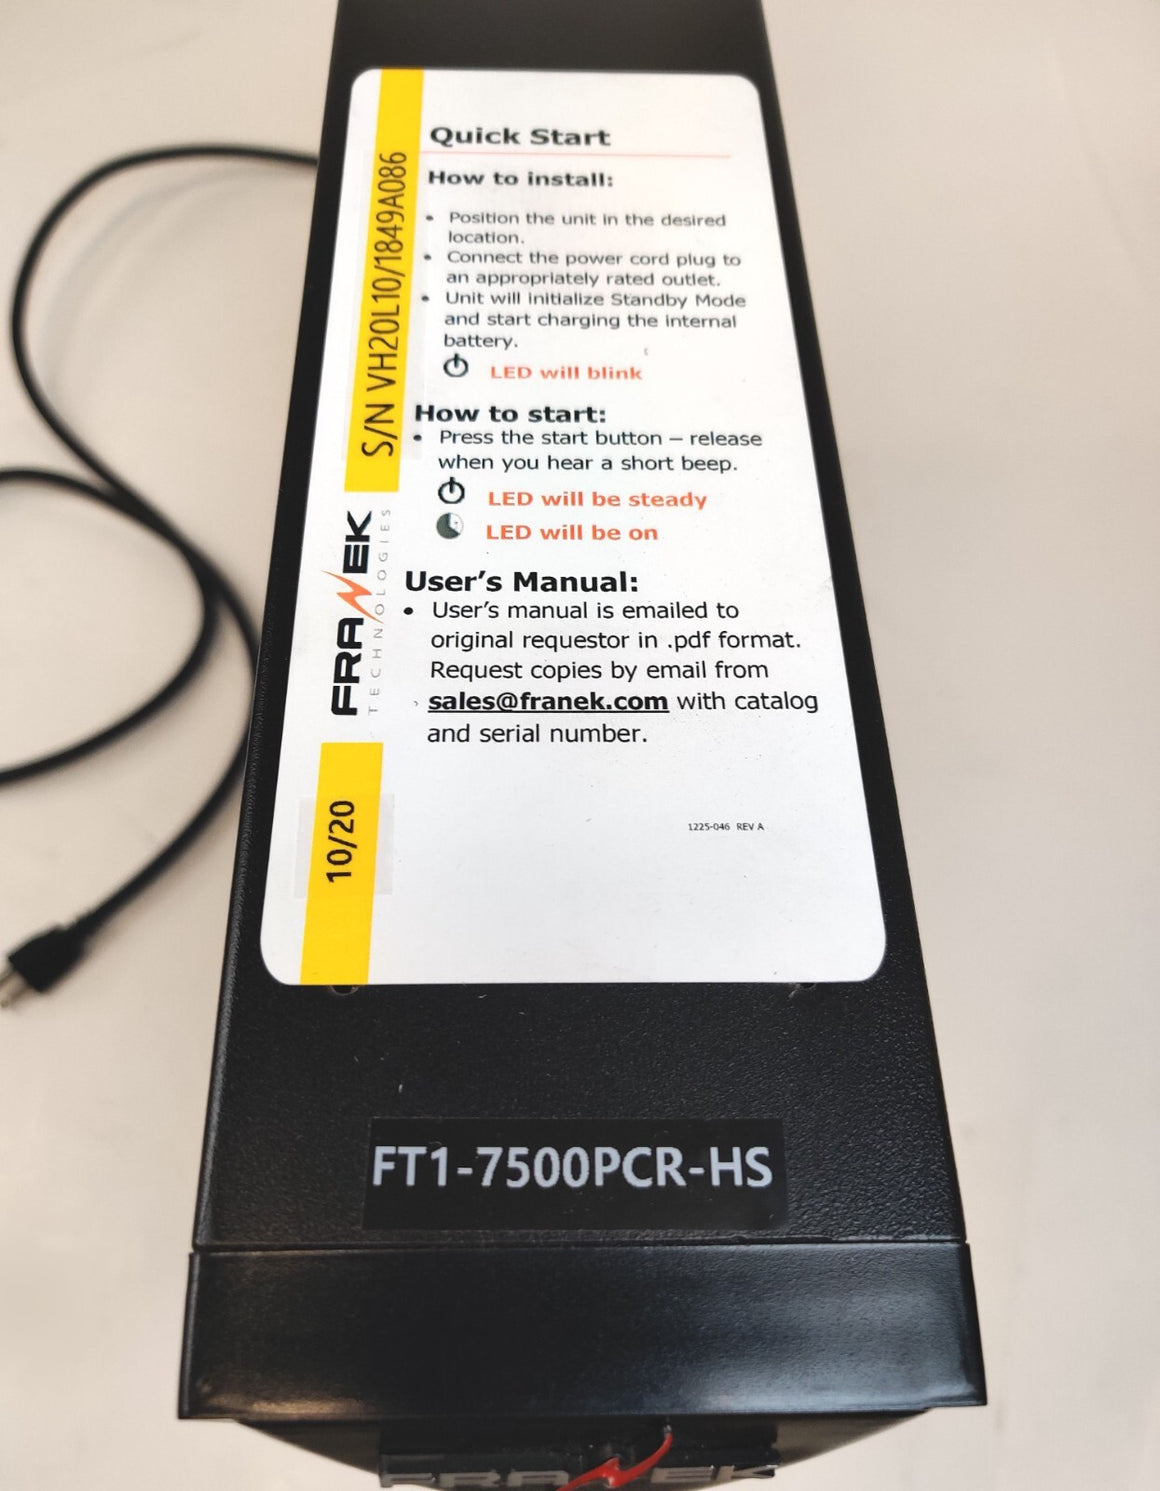 Quick Start
How to install:
• Position the unit in the desired
location.
• Connect the power cord plug to
an appropriately rated outlet.
• Unit will initialize Standby Mode
and start charging the internal
battery.
LED will blink
How to start:
• Press the start button – release
when you hear a short beep.
LED will be steady
LED will be on
User's Manual:
• User's manual is emailed to
original requestor in .pdf format.
Request copies by email from
sales@franek.com with catalog
and serial number.
1225-046 REV A
S/N VH20L10/1849A086
FRANEK
TECHNOLOGIES
10/20
FT1-7500PCR-HS
FRANEK